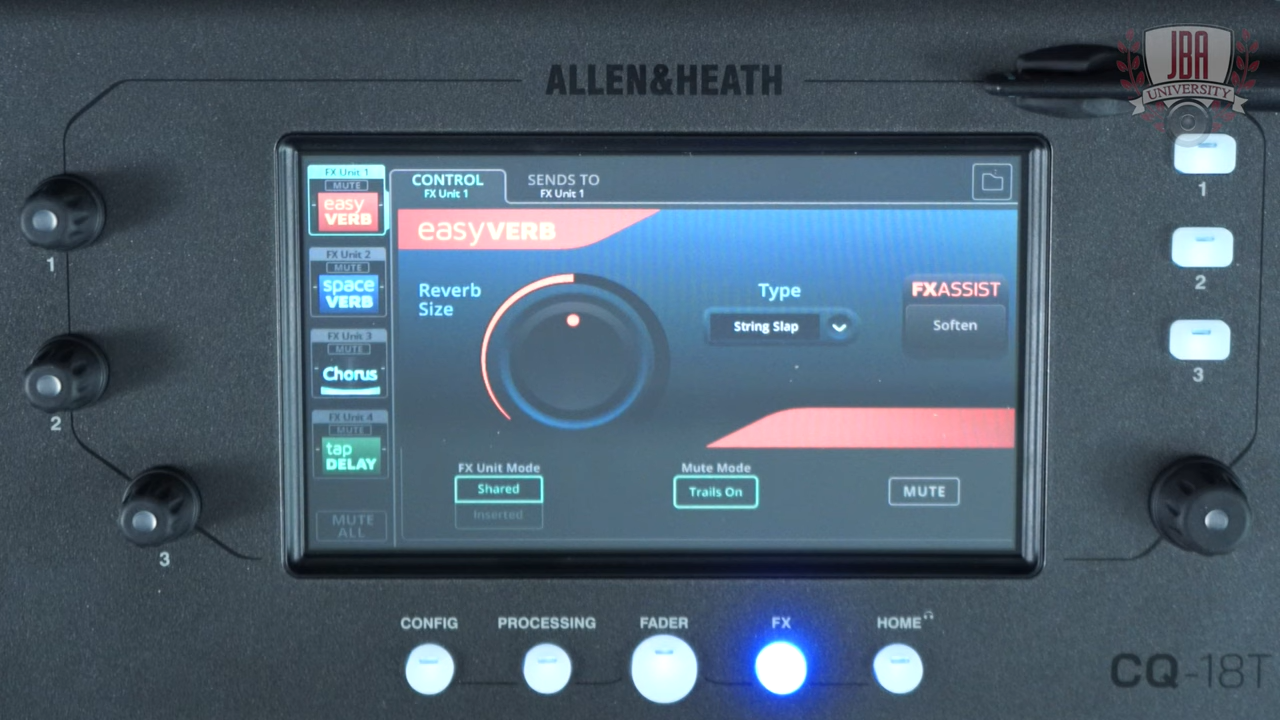 ALLEN&HEATH
JBA
UNIVERSITY
FX Unit 1
MUTE
easy
VERB
FX Unit 2
MUTE
space
VERB
FX Unit 3
MUTE
Chorus
FX Unit 4
MUTE
tap
DELAY
MUTE
ALL
CONTROL
FX Unit 1
SENDS TO
FX Unit 1
easyVERB
Reverb
Size
Type
String Slap
FXASSIST
Soften
FX Unit Mode
Shared
Inserted
Mute Mode
Trails On
MUTE
1
2
3
1
2
3
CONFIG
PROCESSING
FADER
FX
HOME
CQ-18T